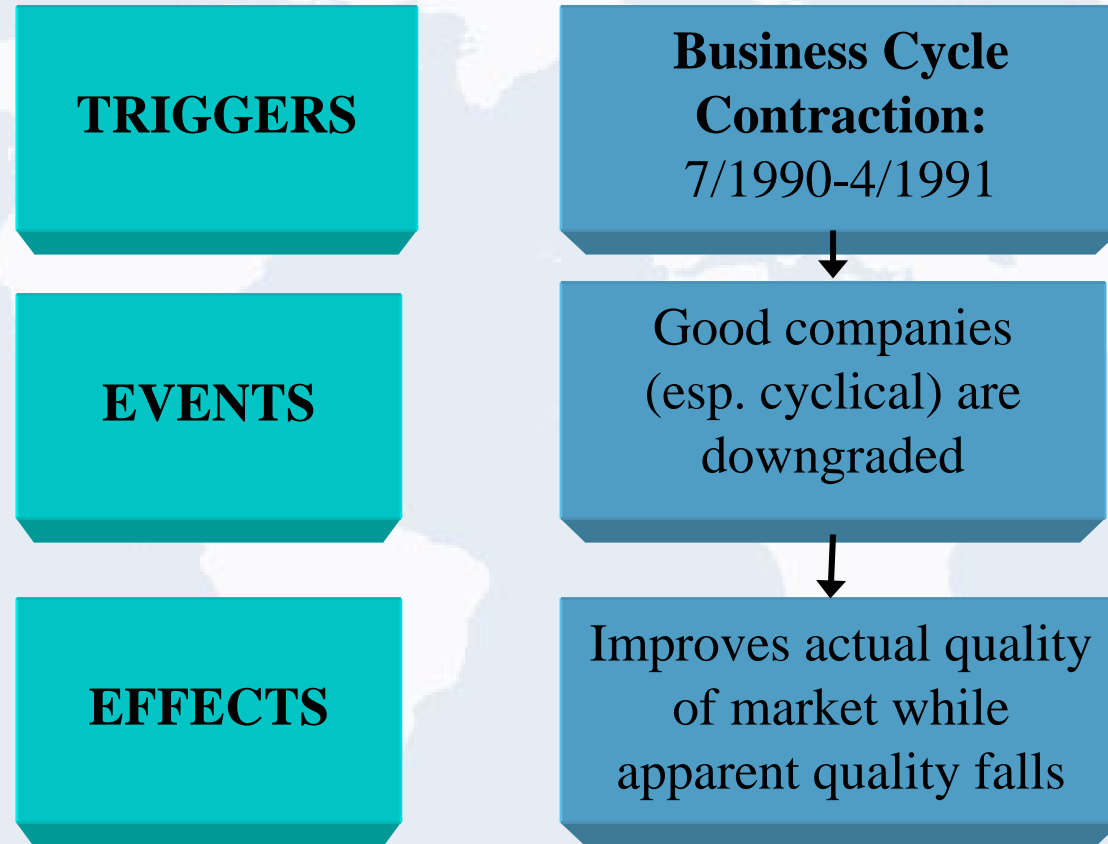 TRIGGERS
Business Cycle
Contraction:
7/1990-4/1991
EVENTS
Good companies
(esp. cyclical) are
downgraded
EFFECTS
Improves actual quality
of market while
apparent quality falls